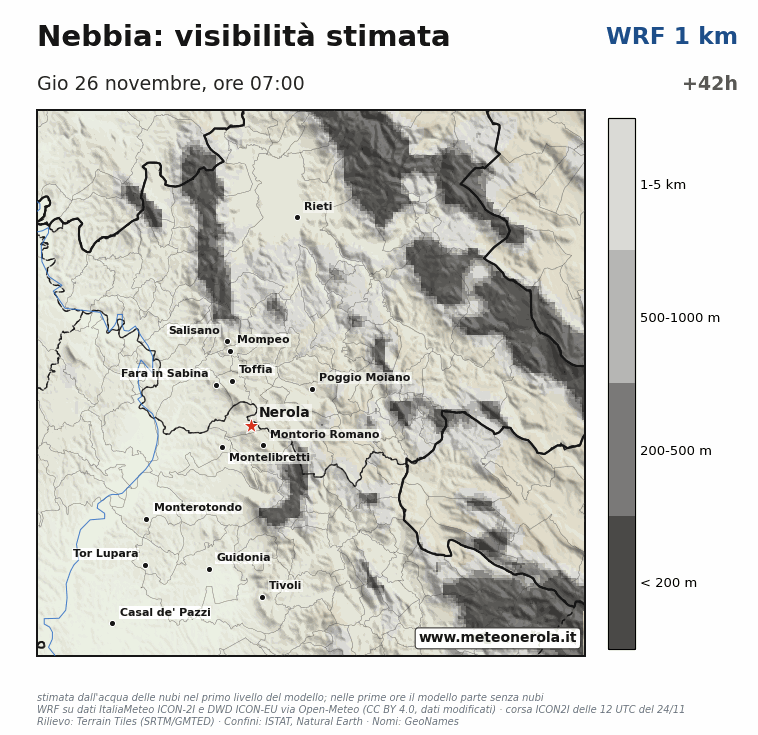 Nebbia: visibilità stimata
WRF 1 km
Gio 26 novembre, ore 07:00
+42h
1-5 km
Rieti
500-1000 m
Salisano
Mompeo
Fara in Sabina
Toffia
Poggio Moiano
Nerola
Montorio Romano
200-500 m
Montelibretti
Monterotondo
Tor Lupara
Guidonia
< 200 m
Tivoli
Casal de' Pazzi
www.meteonerola.it
stimata dall'acqua delle nubi nel primo livello del modello; nelle prime ore il modello parte senza nubi
WRF su dati ItaliaMeteo ICON-2I e DWD ICON-EU via Open-Meteo (CC BY 4.0, dati modificati) · corsa ICON2I delle 12 UTC del 24/11
Rilievo: Terrain Tiles (SRTM/GMTED) · Confini: ISTAT, Natural Earth · Nomi: GeoNames